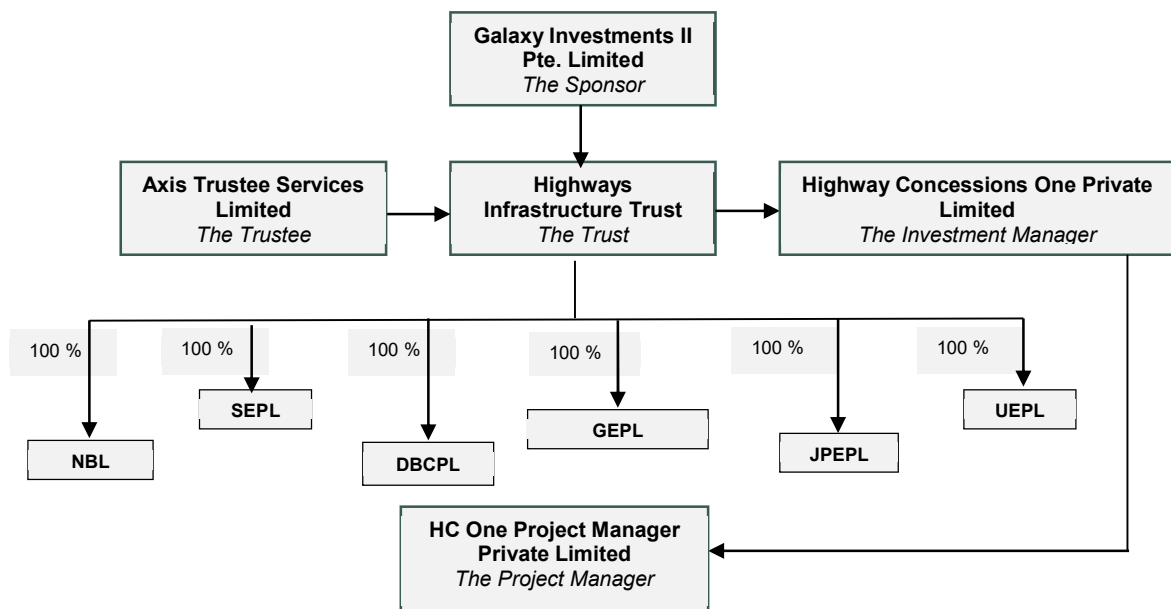 Galaxy Investments II
Pte. Limited
The Sponsor
Axis Trustee Services
Limited
The Trustee
Highways
Infrastructure Trust
The Trust
Highway Concessions One Private
Limited
The Investment Manager
100 %
100 %
100 %
100 %
100 %
100 %
NBL
SEPL
DBCPL
GEPL
JPEPL
UEPL
HC One Project Manager
Private Limited
The Project Manager